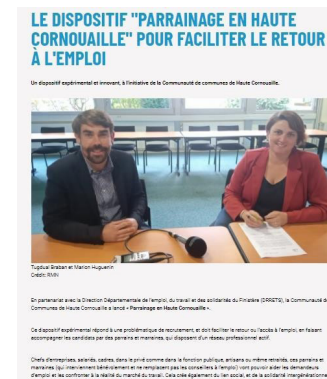 LE DISPOSITIF "PARRAINAGE EN HAUTE
CORNOUAILLE" POUR FACILITER LE RETOUR
À L'EMPLOI
Un dispositif expérimental et innovant, à l'initiative de la Communauté de communes de Haute Cornouaille.
Tugdual Braban et Marion Huguenin
Crédit: RMN
En partenariat avec la Direction Départementale de l'emploi, du travail et des solidarités du Finistère (DRRETS), la Communauté de
Communes de Haute Cornouaille a lancé « Parrainage en Haute Cornouaille ».
Ce dispositif expérimental répond à une problématique de recrutement, et doit faciliter le retour ou l'accès à l'emploi, en faisant
accompagner les candidats par des parrains et marraines, qui disposent d'un réseau professionnel actif.
Chefs d'entreprises, salariés, cadres, dans le privé comme dans la fonction publique, artisans ou même retraités, ces parrains et
marraines (qui interviennent bénévolement et ne remplacent pas les conseillers à l'emploi) vont pouvoir aider les demandeurs
d'emploi et les confronter à la réalité du marché du travail. Cela crée également du lien social, et de la solidarité intergénérationnelle